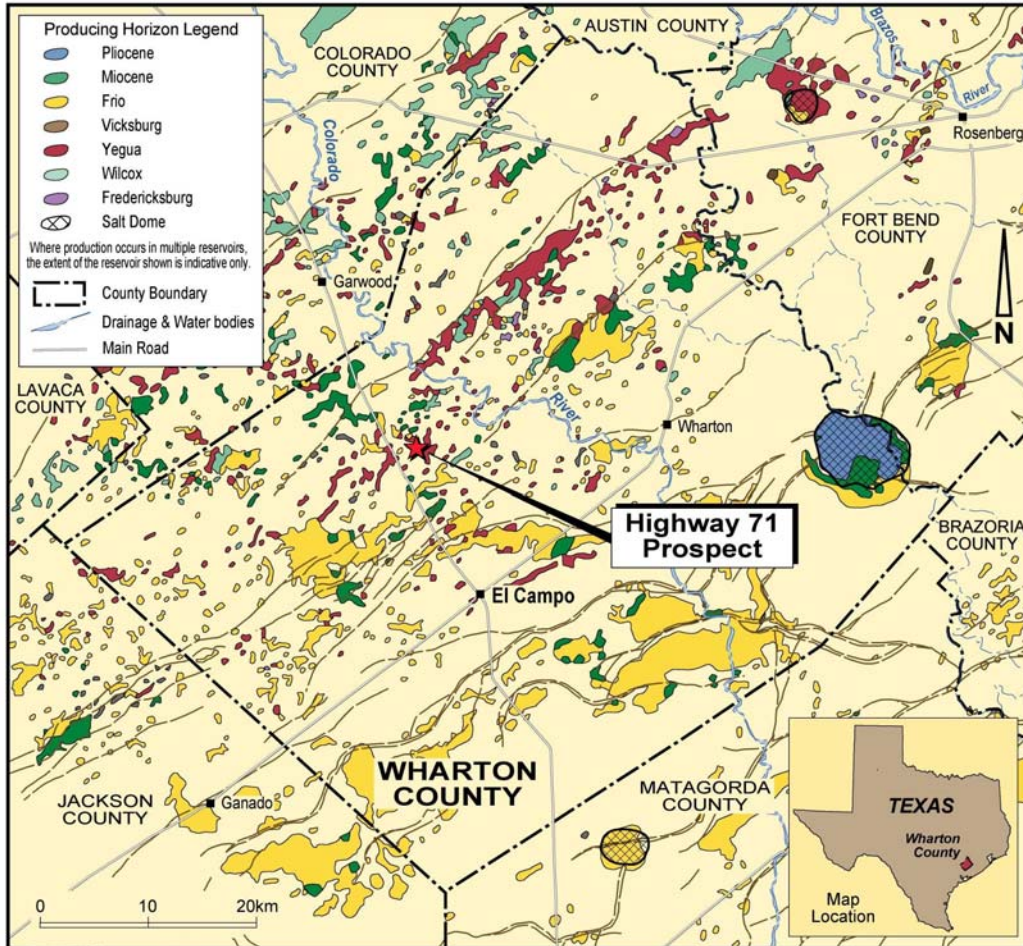 Producing Horizon Legend
Pliocene
Miocene
Frio
Vicksburg
Yegua
Wilcox
Fredericksburg
Salt Dome
Where production occurs in multiple reservoirs,
the extent of the reservoir shown is indicative only.
County Boundary
Drainage & Water bodies
Main Road
COLORADO
COUNTY
AUSTIN COUNTY
Brazos
River
Rosenberg
Colorado
FORT BEND
COUNTY
Garwood
N
LAVACA
COUNTY
River
Wharton
Highway 71
Prospect
BRAZORIA
COUNTY
El Campo
WHARTON
COUNTY
MATAGORDA
COUNTY
JACKSON
COUNTY
Ganado
TEXAS
Wharton
County
Map
Location
0 10 20km